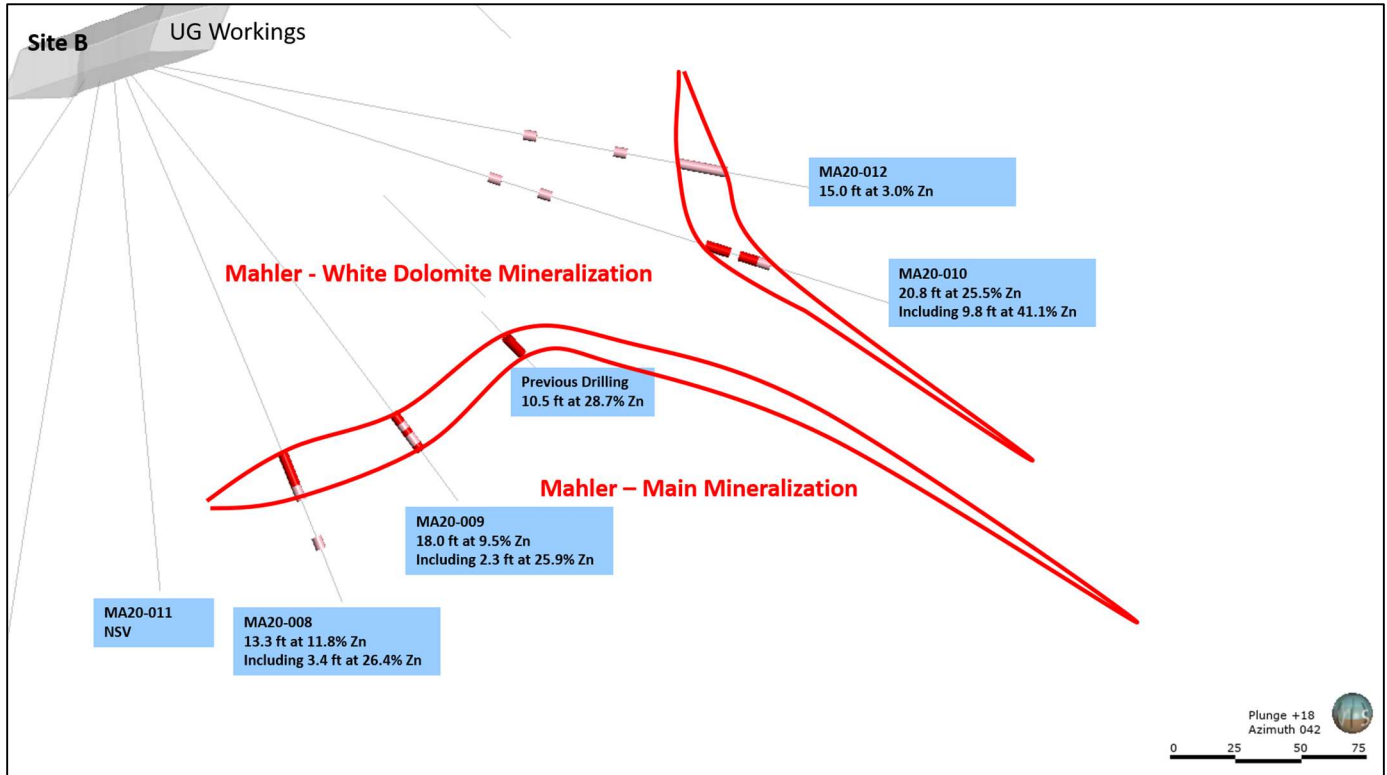 Site B
UG Workings
MA20-012
15.0 ft at 3.0% Zn
Mahler - White Dolomite Mineralization
MA20-010
20.8 ft at 25.5% Zn
Including 9.8 ft at 41.1% Zn
Previous Drilling
10.5 ft at 28.7% Zn
Mahler – Main Mineralization
MA20-009
18.0 ft at 9.5% Zn
Including 2.3 ft at 25.9% Zn
MA20-011
NSV
MA20-008
13.3 ft at 11.8% Zn
Including 3.4 ft at 26.4% Zn
Plunge +18
Azimuth 042
0 25 50 75